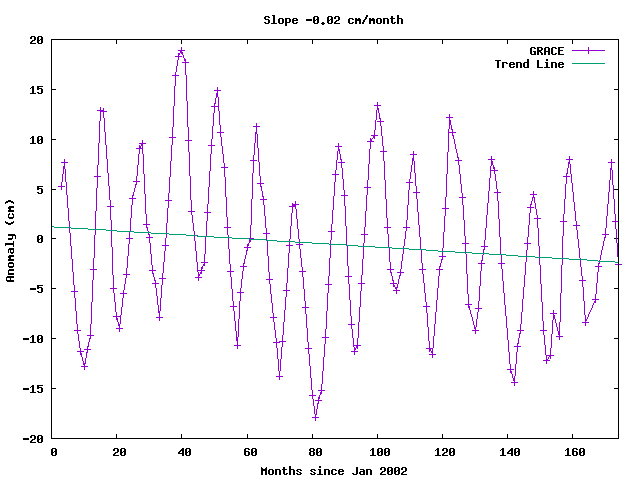 Slope -0.02 cm/month
GRACE
Trend Line
20
15
10
5
0
-5
-10
-15
-20
Anomaly (cm)
0 20 40 60 80 100 120 140 160
Months since Jan 2002